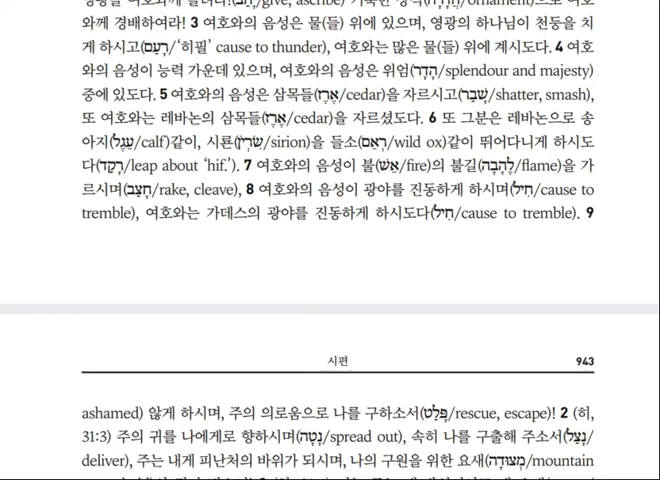 와께 경배하여라! 3 여호와의 음성은 물(들) 위에 있으며, 영광의 하나님이 천둥을 치
게 하시고(רָעַם/‘히필’ cause to thunder), 여호와는 많은 물(들) 위에 계시도다. 4 여호
와의 음성이 능력 가운데 있으며, 여호와의 음성은 위엄(הָדָר/splendour and majesty)
중에 있도다. 5 여호와의 음성은 삼목들(אֶרֶז/cedar)을 자르시고(שָׁבַר/shatter, smash),
또 여호와는 레바논의 삼목들(אֶרֶז/cedar)을 자르셨도다. 6 또 그분은 레바논으로 송
아지(עֵגֶל/calf)같이, 시룐(שִׂרְיֹן/sirion)을 들소(רְאֵם/wild ox)같이 뛰어다니게 하시도
다(רָקַד/leap about ‘hif.’). 7 여호와의 음성이 불(אֵשׁ/fire)의 불길(לֶהָבָה/flame)을 가
르시며(חָצַב/rake, cleave), 8 여호와의 음성이 광야를 진동하게 하시며(חִיל/cause to
tremble), 여호와는 가데스의 광야를 진동하게 하시도다(חִיל/cause to tremble). 9
시편 943
ashamed) 않게 하시며, 주의 의로움으로 나를 구하소서(פָּלַט/rescue, escape)! 2 (히,
31:3) 주의 귀를 나에게로 향하시며(נָטָה/spread out), 속히 나를 구출해 주소서(נָצַל/
deliver), 주는 내게 피난처의 바위가 되시며, 나의 구원을 위한 요새(מְצוּדָה/mountain